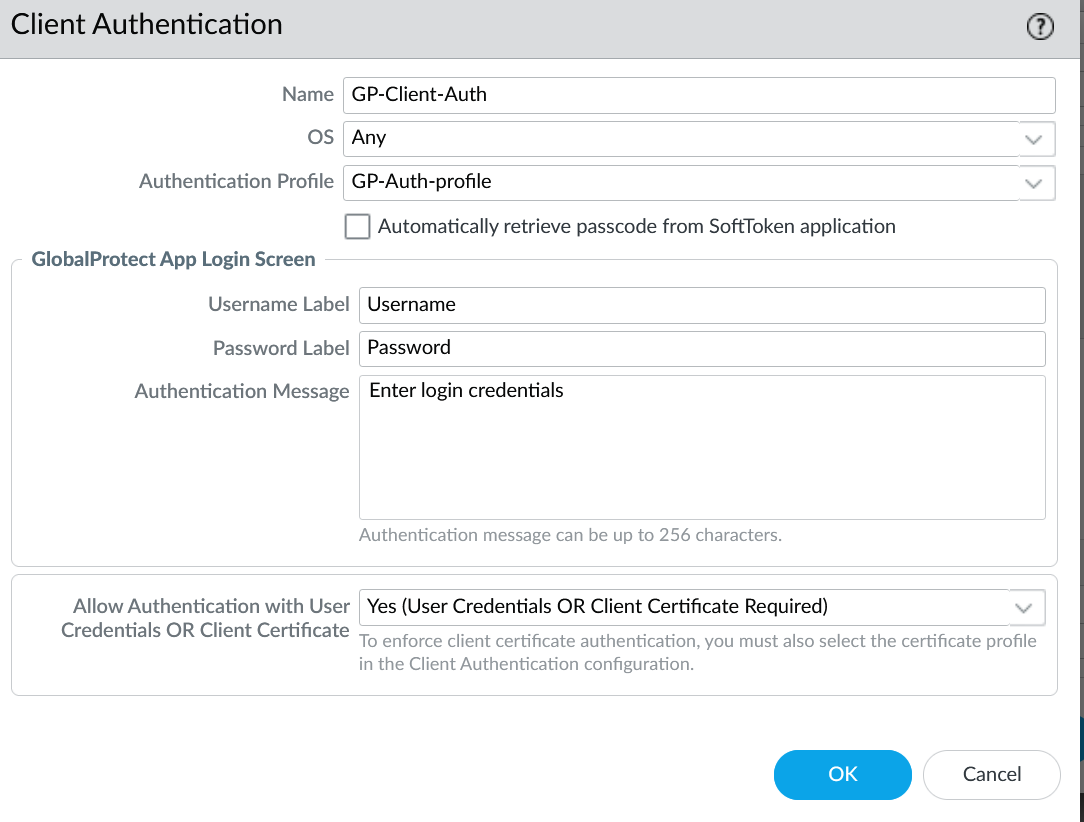 Client Authentication
?
Name GP-Client-Auth
OS Any
Authentication Profile GP-Auth-profile
Automatically retrieve passcode from SoftToken application
GlobalProtect App Login Screen
Username Label Username
Password Label Password
Authentication Message Enter login credentials
Authentication message can be up to 256 characters.
Allow Authentication with User Yes (User Credentials OR Client Certificate Required)
Credentials OR Client Certificate
To enforce client certificate authentication, you must also select the certificate profile
in the Client Authentication configuration.
OK Cancel